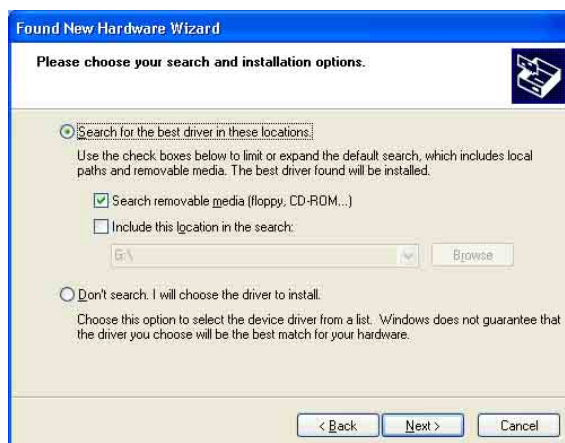 Found New Hardware Wizard
Please choose your search and installation options.
Search for the best driver in these locations.
Use the check boxes below to limit or expand the default search, which includes local
paths and removable media. The best driver found will be installed.
Search removable media (floppy, CD-ROM...)
Include this location in the search:
G:\
Browse
Don't search. I will choose the driver to install.
Choose this option to select the device driver from a list. Windows does not guarantee that
the driver you choose will be the best match for your hardware.
< Back
Next >
Cancel